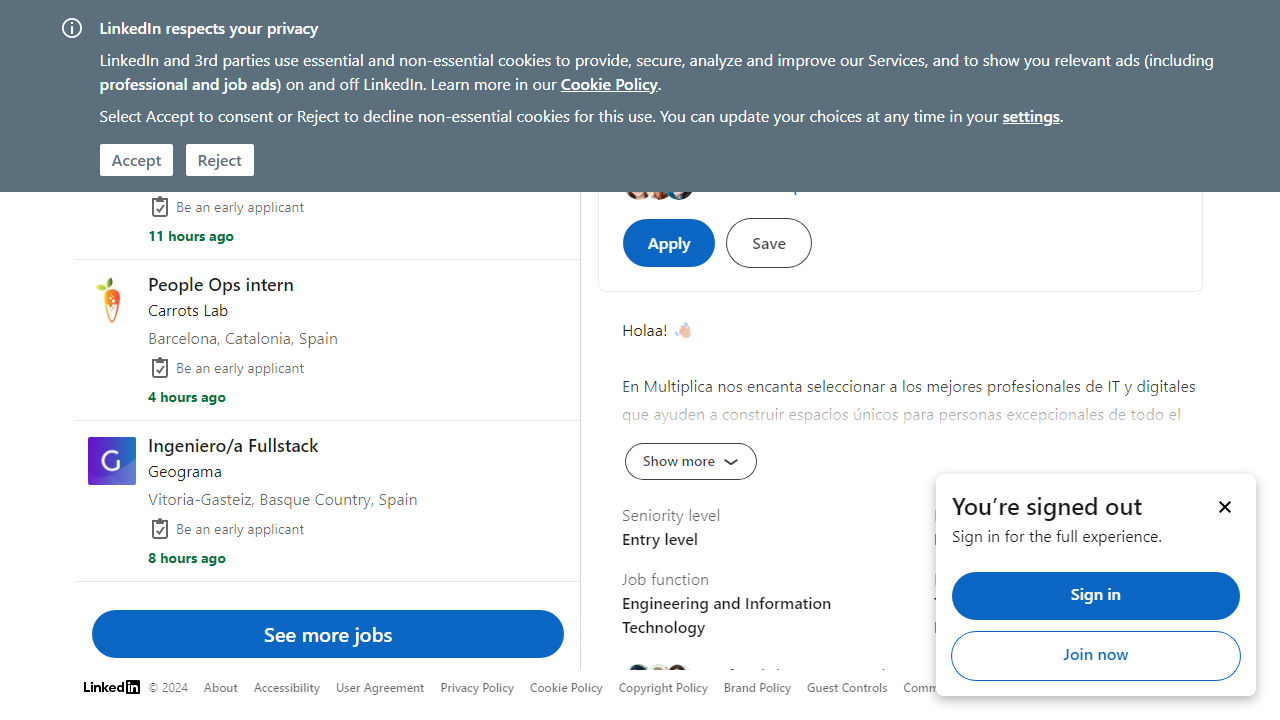 LinkedIn respects your privacy
LinkedIn and 3rd parties use essential and non-essential cookies to provide, secure, analyze and improve our Services, and to show you relevant ads (including
professional and job ads) on and off LinkedIn. Learn more in our Cookie Policy.
Select Accept to consent or Reject to decline non-essential cookies for this use. You can update your choices at any time in your settings.
Accept
Reject
Be an early applicant
11 hours ago
People Ops intern
Carrots Lab
Barcelona, Catalonia, Spain
Be an early applicant
4 hours ago
G
Ingeniero/a Fullstack
Geograma
Vitoria-Gasteiz, Basque Country, Spain
Be an early applicant
8 hours ago
See more jobs
Apply
Save
Holaa!
En Multiplica nos encanta seleccionar a los mejores profesionales de IT y digitales
que ayuden a construir espacios únicos para personas excepcionales de todo el
Show more
Seniority level
Entry level
Job function
Engineering and Information
Technology
You’re signed out
Sign in for the full experience.
Sign in
Join now
LinkedIn © 2024 About Accessibility User Agreement Privacy Policy Cookie Policy Copyright Policy Brand Policy Guest Controls